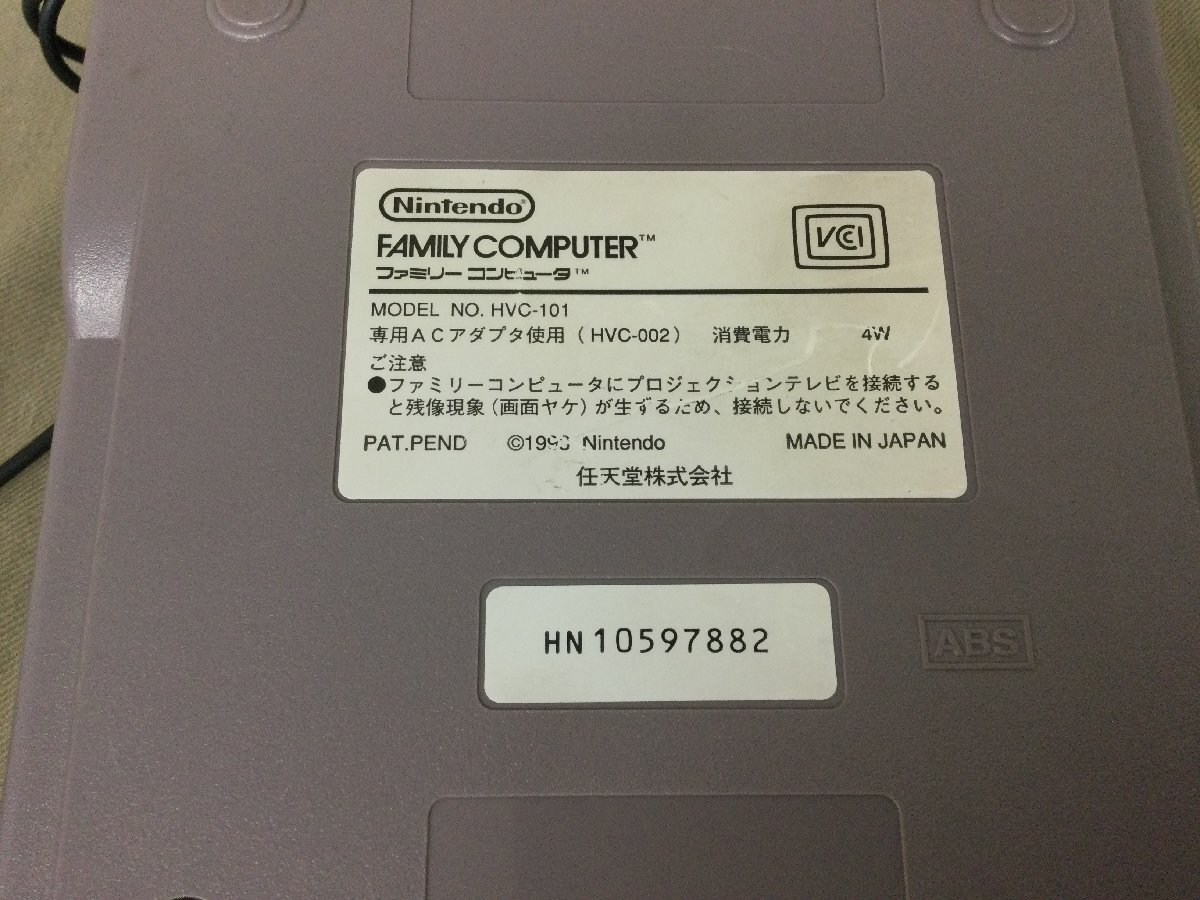 Nintendo®
FAMILY COMPUTER™
ファミリー コンピュータ™
VCCI
MODEL NO. HVC-101
専用ACアダプタ使用(HVC-002) 消費電力 4W
ご注意
●ファミリーコンピュータにプロジェクションテレビを接続する
と残像現象(画面ヤケ)が生ずるため、接続しないでください。
PAT.PEND ©1993 Nintendo MADE IN JAPAN
任天堂株式会社
HN10597882
ABS